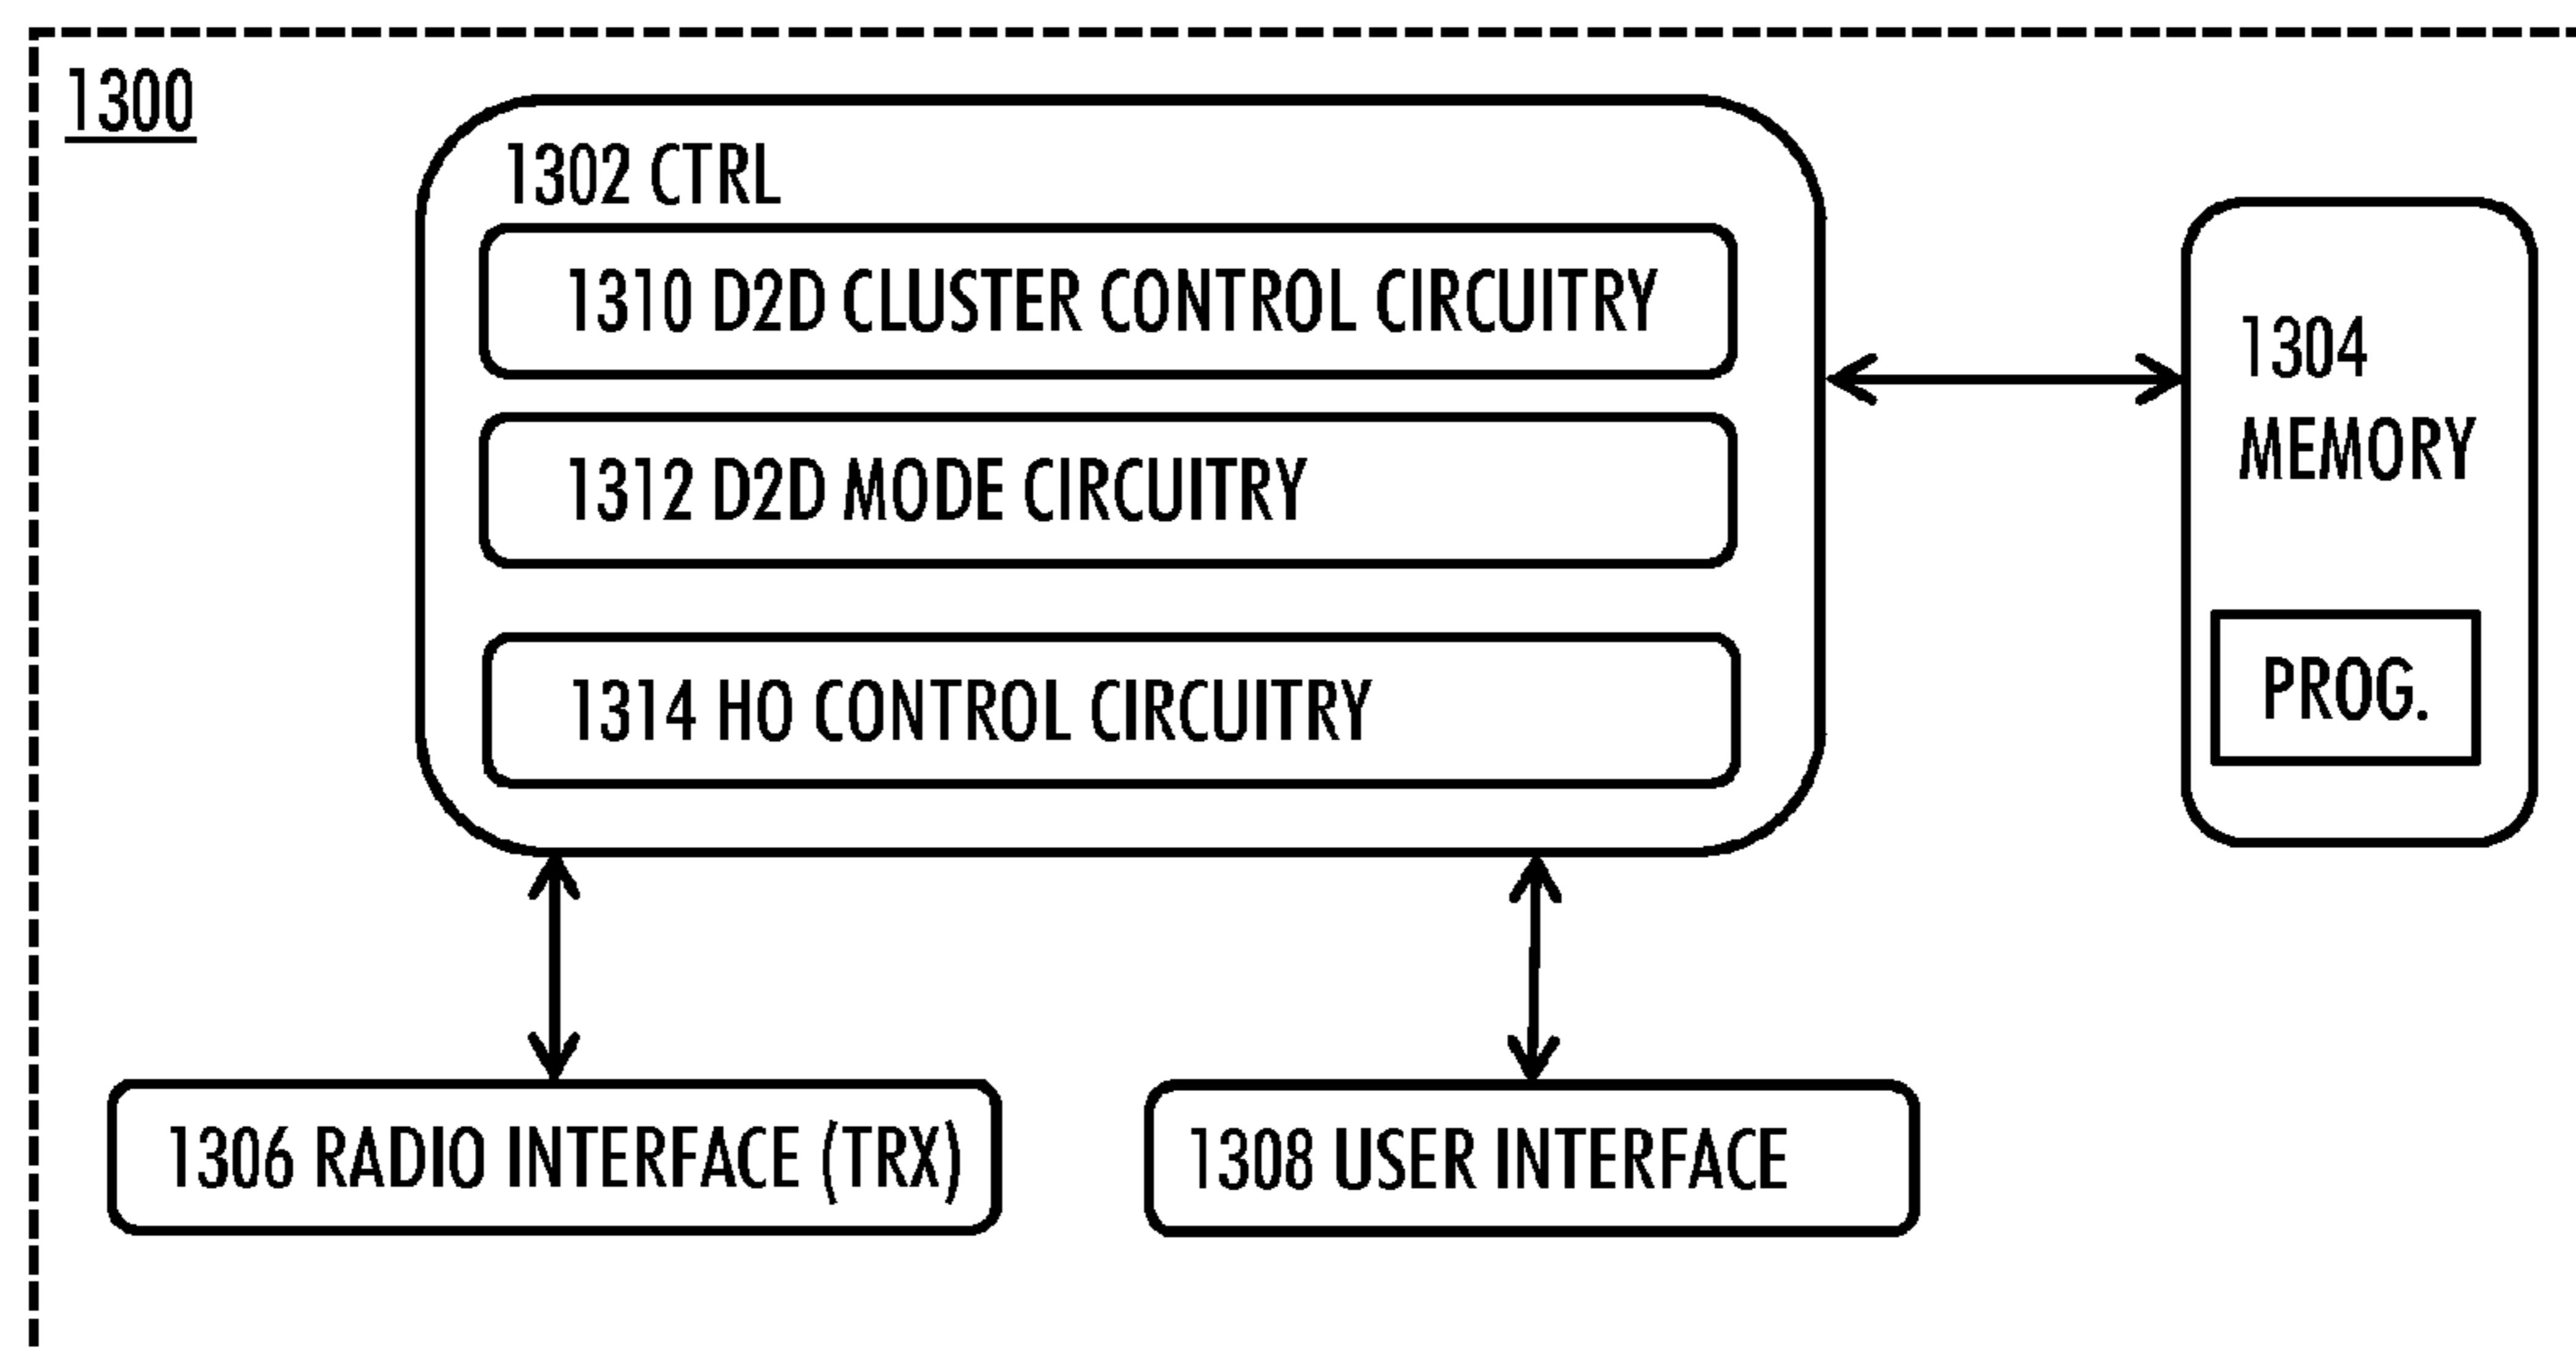 1300
1302 CTRL
1310 D2D CLUSTER CONTROL CIRCUITRY
1312 D2D MODE CIRCUITRY
1314 HO CONTROL CIRCUITRY
1304
MEMORY
PROG.
1306 RADIO INTERFACE (TRX)
1308 USER INTERFACE